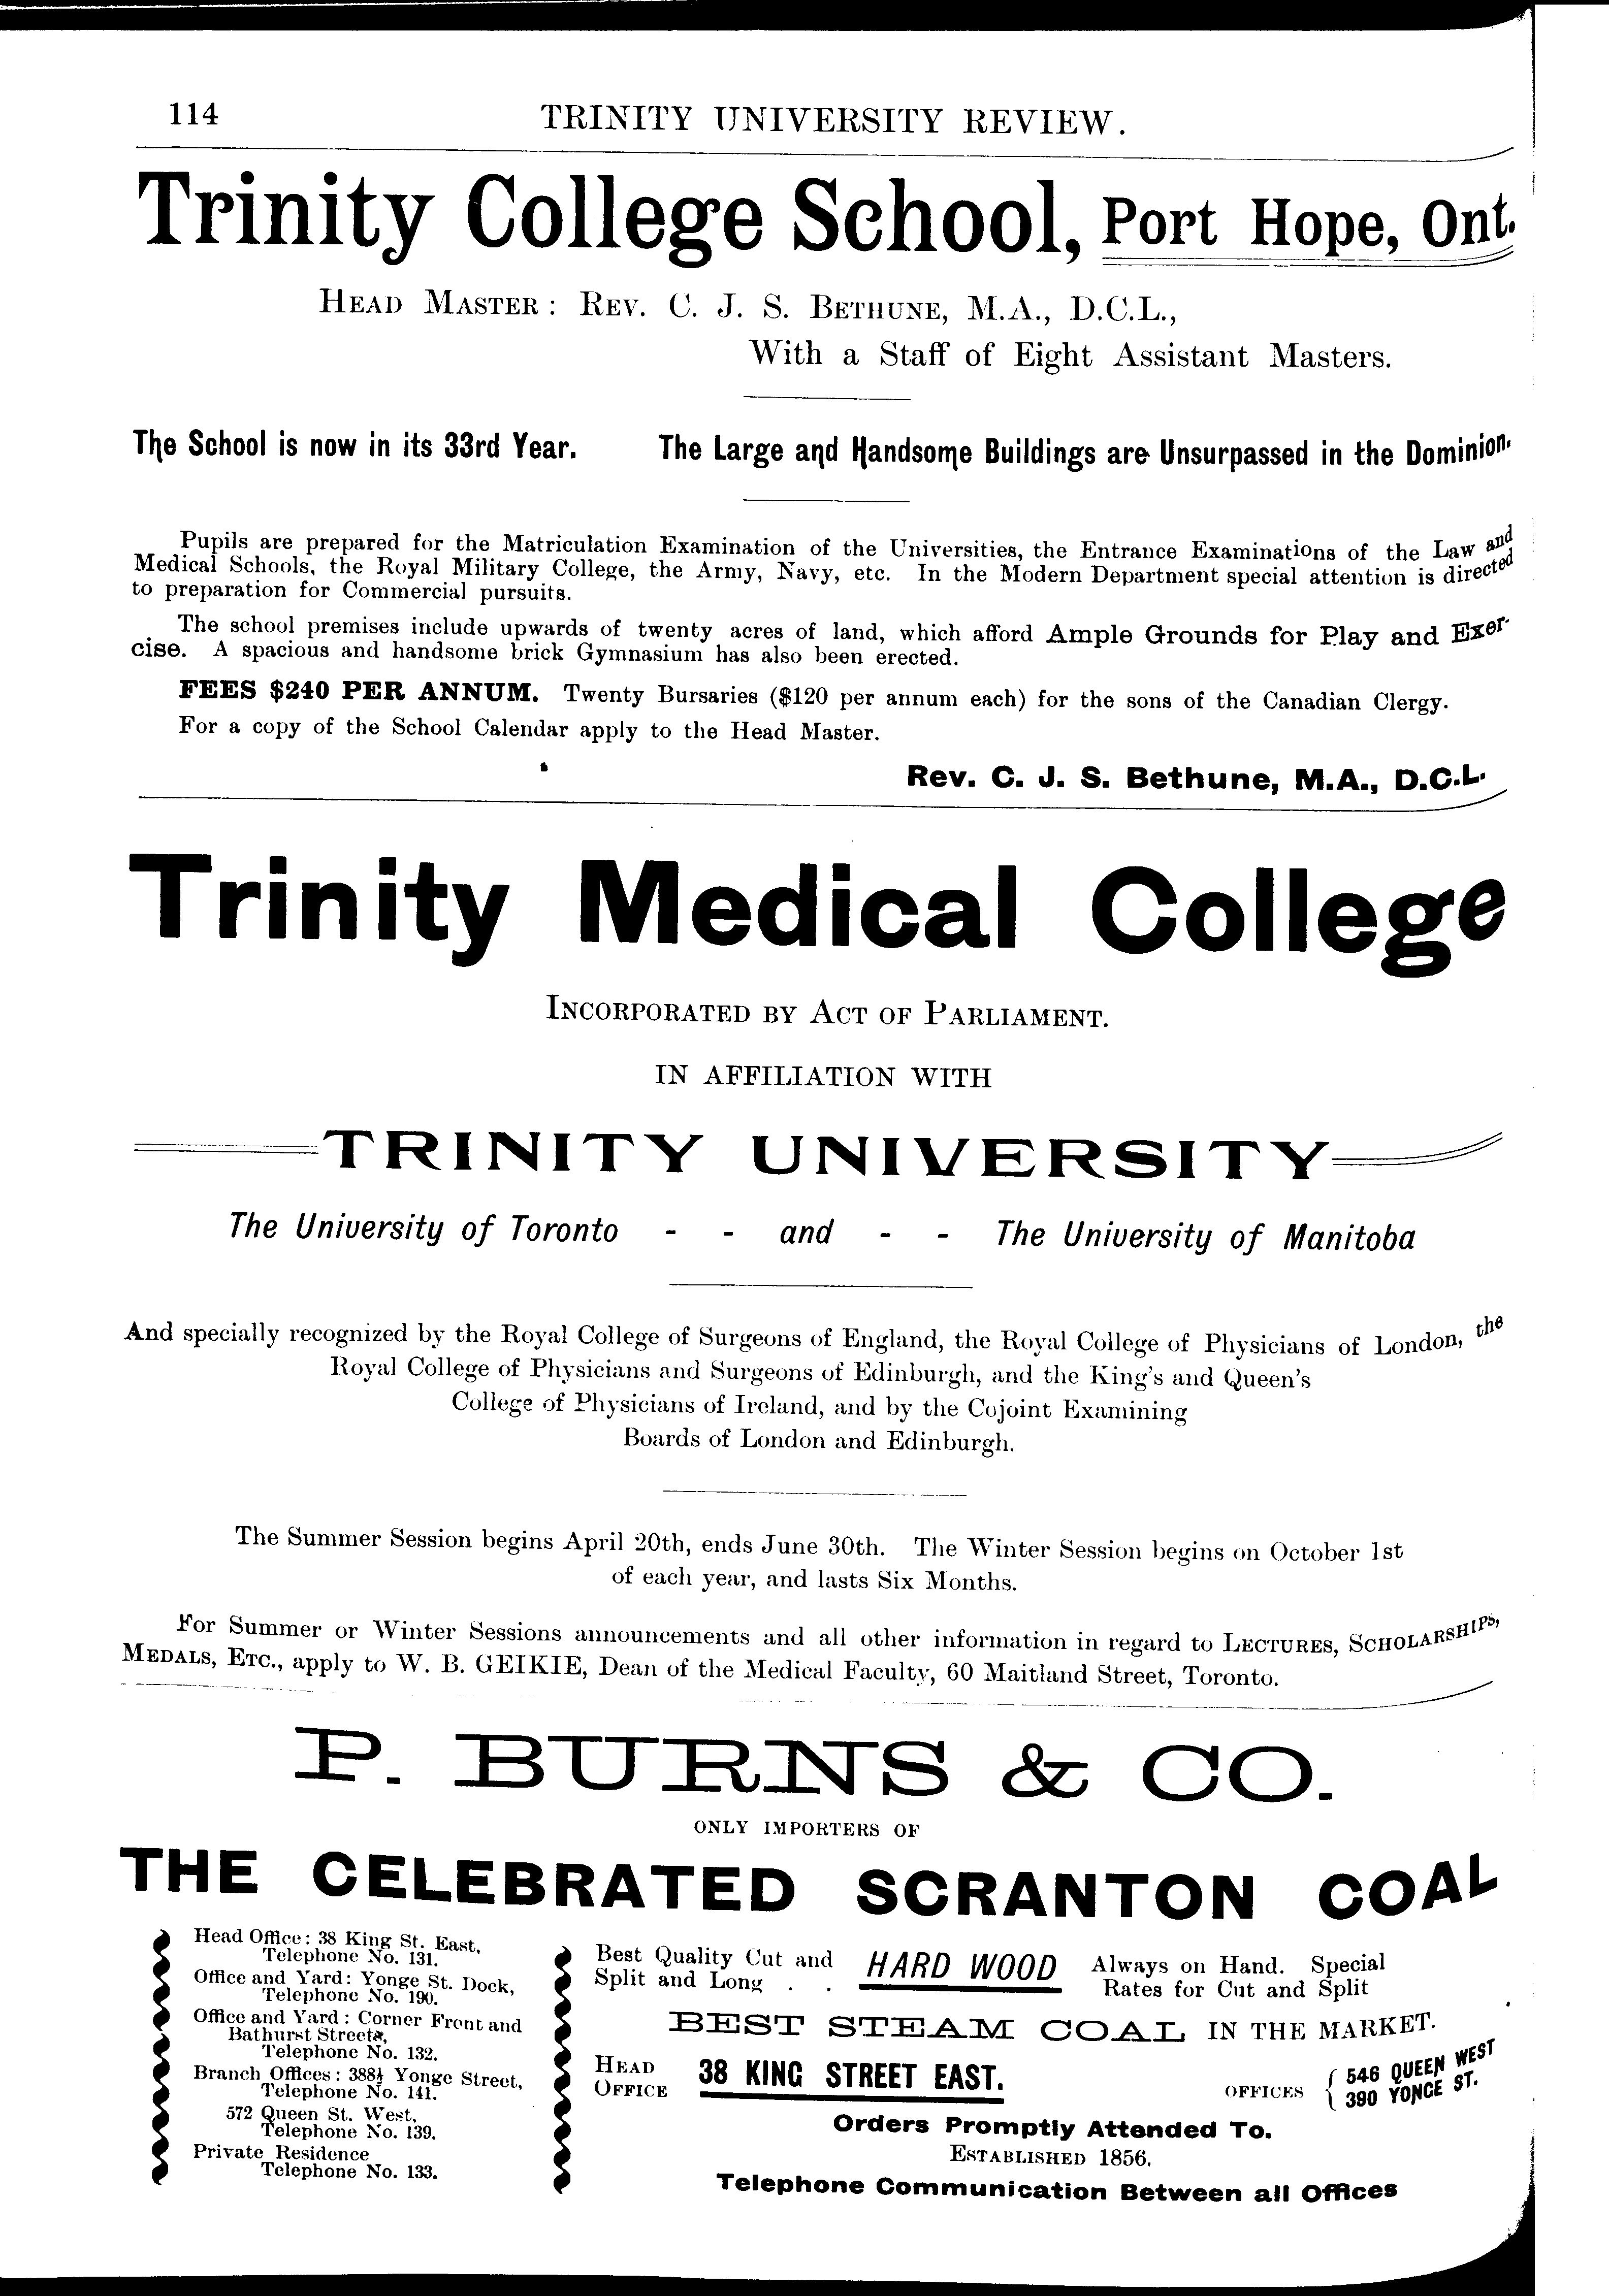 114 TRINITY UNIVERSITY REVIEW.
Trinity College School, Port Hope, Ont.
HEAD MASTER : REV. C. J. S. BETHUNE, M.A., D.C.L.,
With a Staff of Eight Assistant Masters.
The School is now in its 33rd Year. The Large and Handsome Buildings are Unsurpassed in the Dominion.
Pupils are prepared for the Matriculation Examination of the Universities, the Entrance Examinations of the Law and
Medical Schools, the Royal Military College, the Army, Navy, etc. In the Modern Department special attention is directed
to preparation for Commercial pursuits.
The school premises include upwards of twenty acres of land, which afford Ample Grounds for Play and Exer-
cise. A spacious and handsome brick Gymnasium has also been erected.
FEES $240 PER ANNUM. Twenty Bursaries ($120 per annum each) for the sons of the Canadian Clergy.
For a copy of the School Calendar apply to the Head Master.
Rev. C. J. S. Bethune, M.A., D.C.L.
Trinity Medical College
INCORPORATED BY ACT OF PARLIAMENT.
IN AFFILIATION WITH
TRINITY UNIVERSITY
The University of Toronto - - and - - The University of Manitoba
And specially recognized by the Royal College of Surgeons of England, the Royal College of Physicians of London, the
Royal College of Physicians and Surgeons of Edinburgh, and the King's and Queen's
College of Physicians of Ireland, and by the Cojoint Examining
Boards of London and Edinburgh.
The Summer Session begins April 20th, ends June 30th. The Winter Session begins on October 1st
of each year, and lasts Six Months.
For Summer or Winter Sessions announcements and all other information in regard to LECTURES, SCHOLARSHIPS,
MEDALS, ETC., apply to W. B. GEIKIE, Dean of the Medical Faculty, 60 Maitland Street, Toronto.
P. BURNS & CO.
ONLY IMPORTERS OF
THE CELEBRATED SCRANTON COAL
Head Office : 38 King St. East,
Telephone No. 131.
Office and Yard : Yonge St. Dock,
Telephone No. 190.
Office and Yard : Corner Front and
Bathurst Streets,
Telephone No. 132.
Branch Offices : 388½ Yonge Street,
Telephone No. 141.
572 Queen St. West,
Telephone No. 139.
Private Residence
Telephone No. 133.
Best Quality Cut and
Split and Long . .
HARD WOOD
Always on Hand. Special
Rates for Cut and Split
BEST STEAM COAL IN THE MARKET.
HEAD
OFFICE
38 KING STREET EAST.
OFFICES
{ 546 QUEEN WEST
390 YONGE ST.
Orders Promptly Attended To.
ESTABLISHED 1856.
Telephone Communication Between all Offices